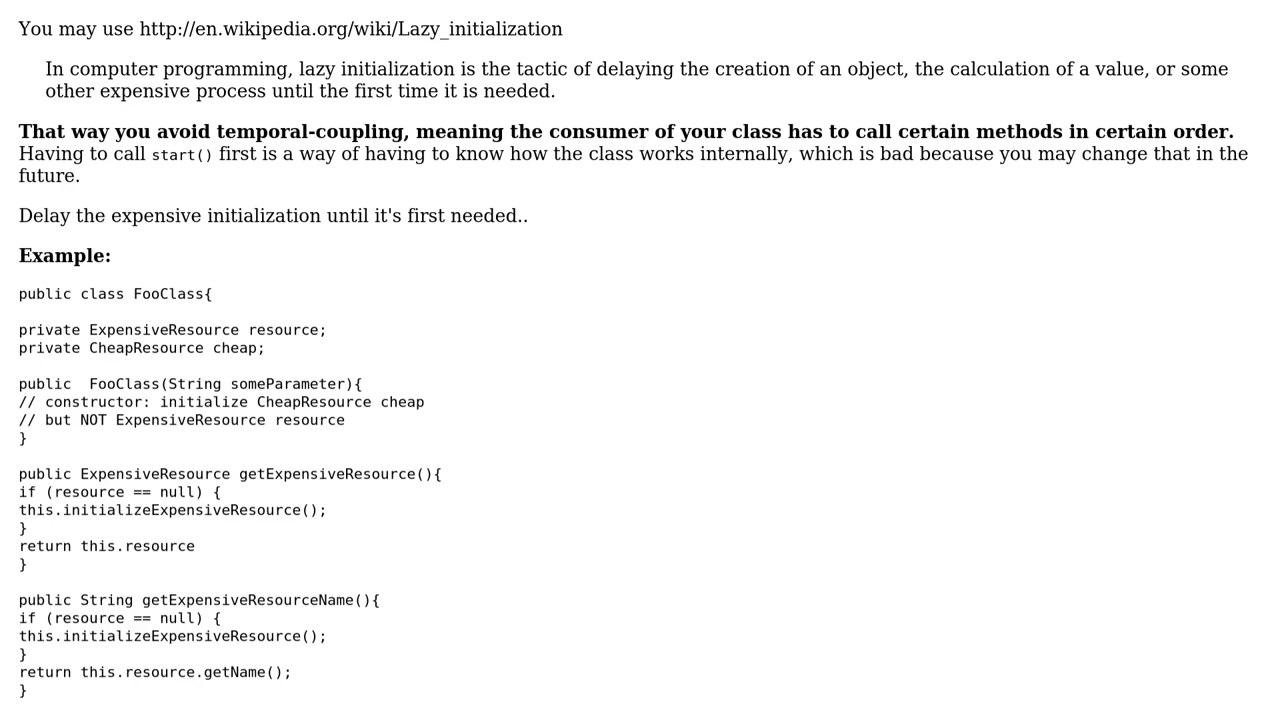 You may use http://en.wikipedia.org/wiki/Lazy_initialization
In computer programming, lazy initialization is the tactic of delaying the creation of an object, the calculation of a value, or some
other expensive process until the first time it is needed.
That way you avoid temporal-coupling, meaning the consumer of your class has to call certain methods in certain order.
Having to call start() first is a way of having to know how the class works internally, which is bad because you may change that in the
future.
Delay the expensive initialization until it's first needed..
Example:
public class FooClass{
private ExpensiveResource resource;
private CheapResource cheap;
public  FooClass(String someParameter){
// constructor: initialize CheapResource cheap
// but NOT ExpensiveResource resource
}
public ExpensiveResource getExpensiveResource(){
if (resource == null) {
this.initializeExpensiveResource();
}
return this.resource
}
public String getExpensiveResourceName(){
if (resource == null) {
this.initializeExpensiveResource();
}
return this.resource.getName();
}